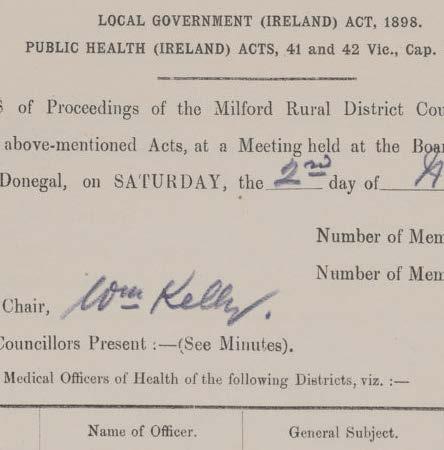 LOCAL GOVERNMENT (IRELAND) ACT, 1898.
PUBLIC HEALTH (IRELAND) ACTS, 41 and 42 Vic., Cap.
of Proceedings of the Milford Rural District Cou
above-mentioned Acts, at a Meeting held at the Boar
Donegal, on SATURDAY, the 2nd day of
Number of Mem
Number of Mem
Chair, Wm Kelly.
Councillors Present :—(See Minutes).
Medical Officers of Health of the following Districts, viz. :—
Name of Officer. General Subject.